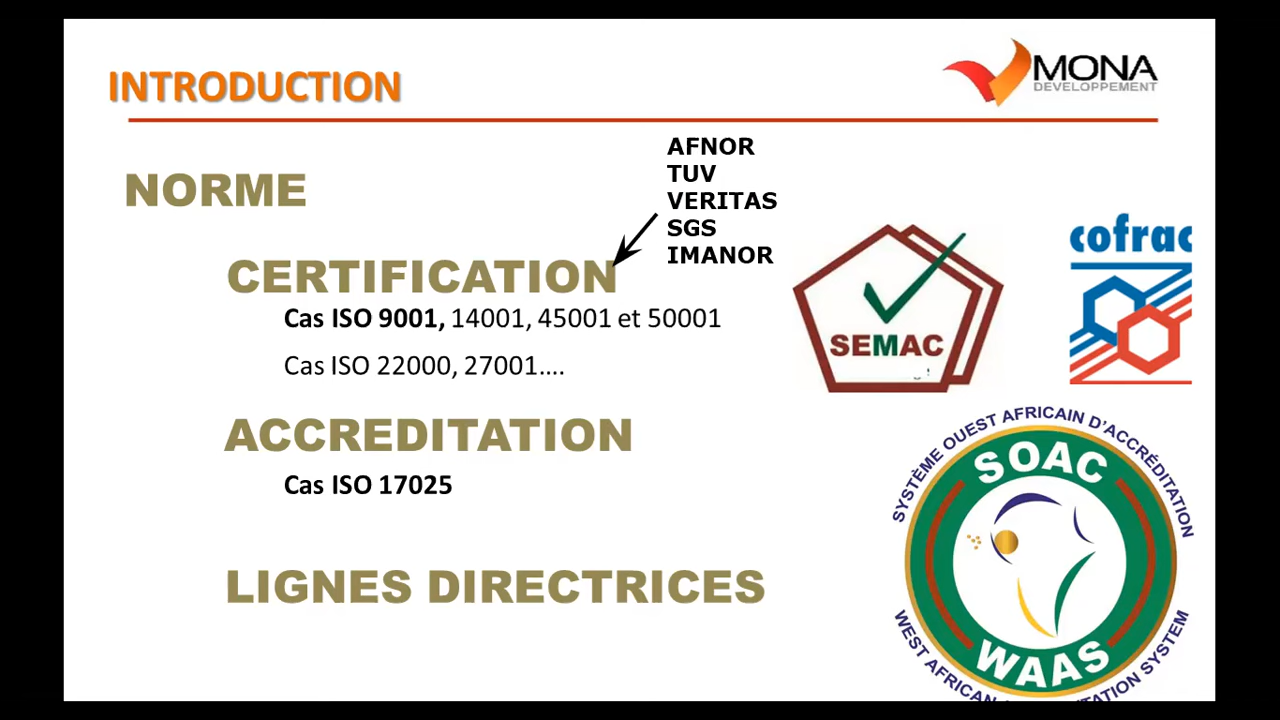 INTRODUCTION
MONA
DEVELOPPEMENT
AFNOR
TUV
VERITAS
SGS
IMANOR
NORME
CERTIFICATION
Cas ISO 9001, 14001, 45001 et 50001
Cas ISO 22000, 27001....
SEMAC
cofrac
ACCREDITATION
Cas ISO 17025
LIGNES DIRECTRICES
SYSTÈME OUEST AFRICAIN D'ACCRÉDITATION
SOAC
WAAS
WEST AFRICAN ACCREDITATION SYSTEM